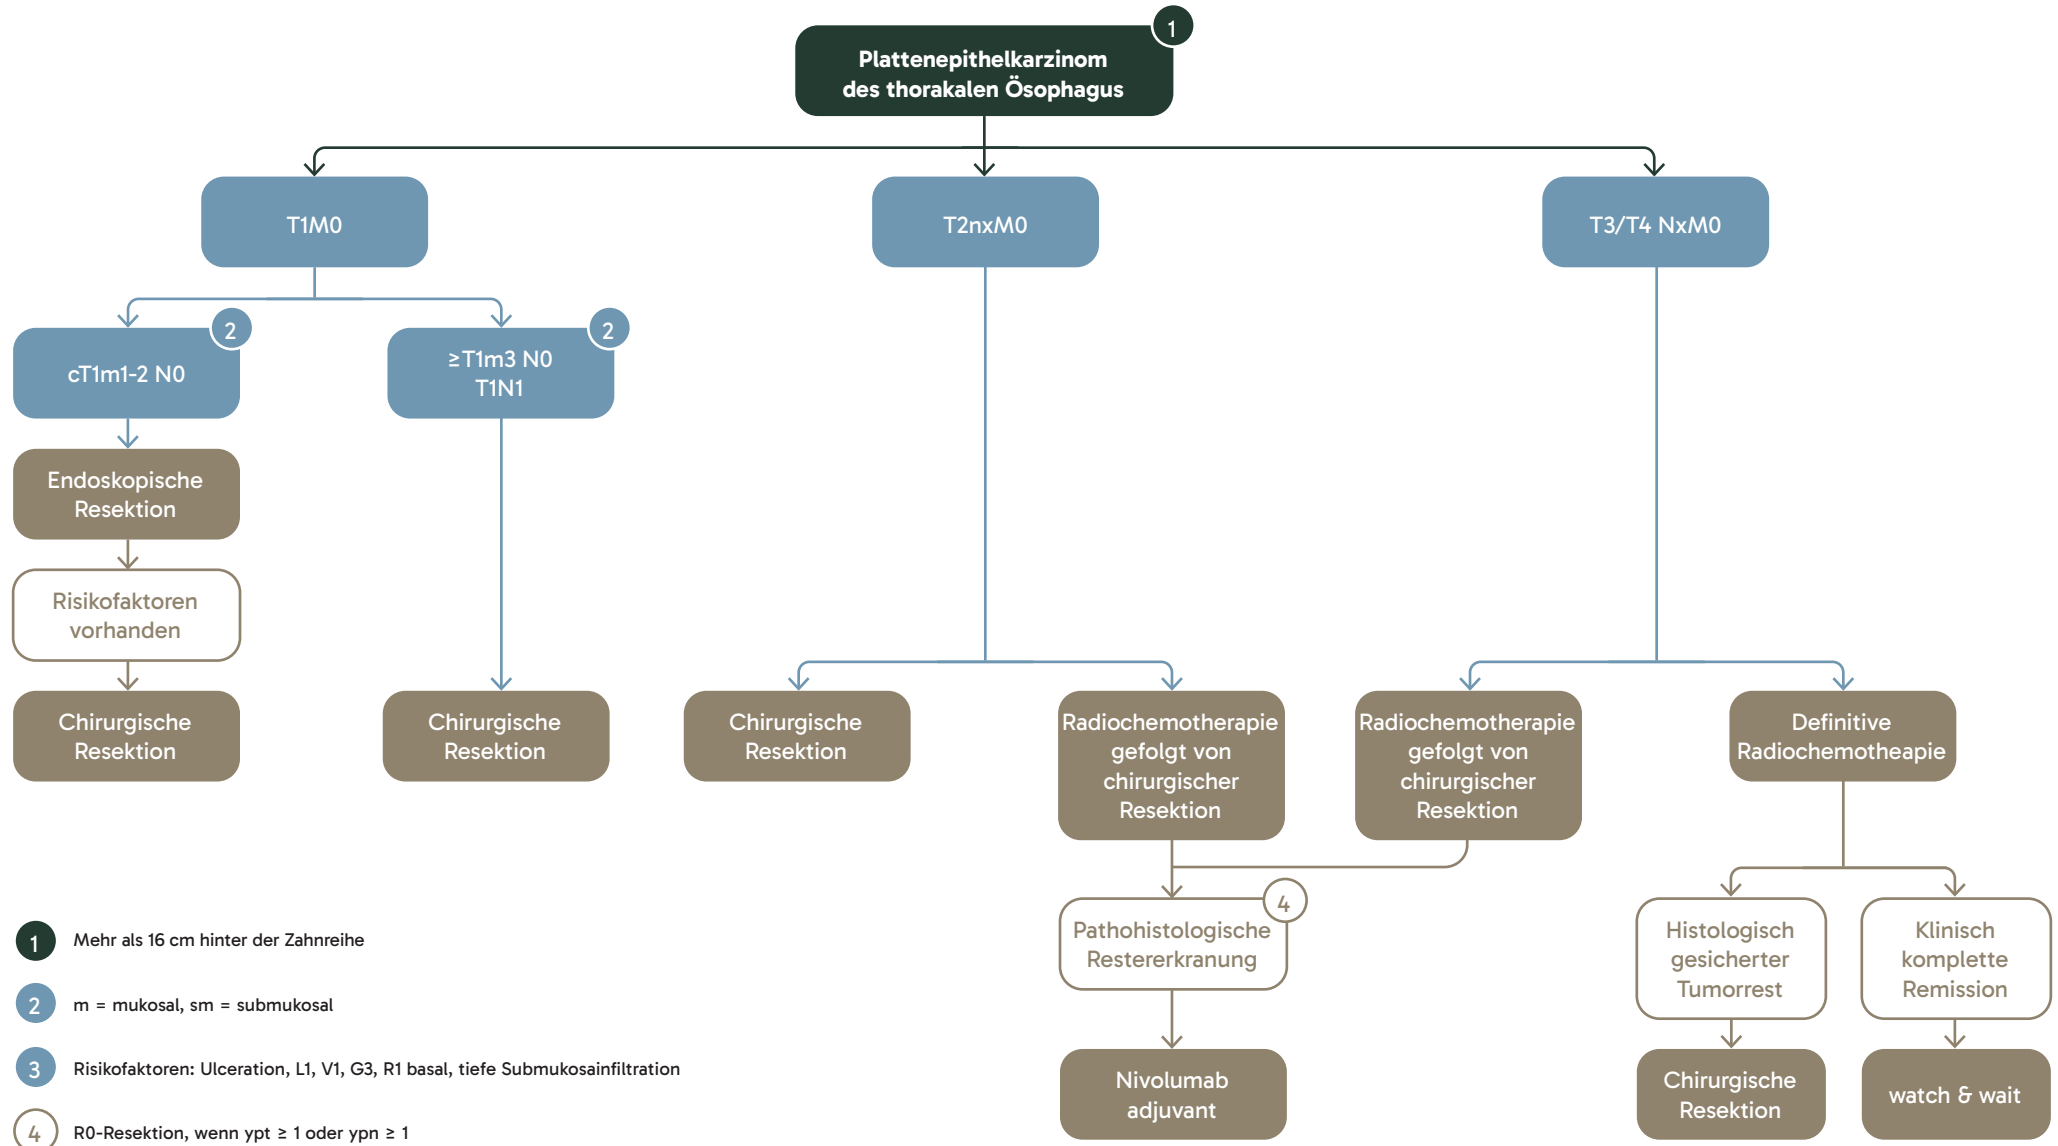 1
Plattenepithelkarzinom
des thorakalen Ösophagus
T1M0
T2nxM0
T3/T4 NxM0
2
cT1m1-2 N0
2
≥T1m3 N0
T1N1
Endoskopische
Resektion
Risikofaktoren
vorhanden
Chirurgische
Resektion
Chirurgische
Resektion
Chirurgische
Resektion
Radiochemotherapie
gefolgt von
chirurgischer
Resektion
Radiochemotherapie
gefolgt von
chirurgischer
Resektion
Definitive
Radiochemotheapie
4
Pathohistologische
Restererkranung
Histologisch
gesicherter
Tumorrest
Klinisch
komplette
Remission
Nivolumab
adjuvant
Chirurgische
Resektion
watch & wait
1 Mehr als 16 cm hinter der Zahnreihe
2 m = mukosal, sm = submukosal
3 Risikofaktoren: Ulceration, L1, V1, G3, R1 basal, tiefe Submukosainfiltration
4 R0-Resektion, wenn ypt ≥ 1 oder ypn ≥ 1